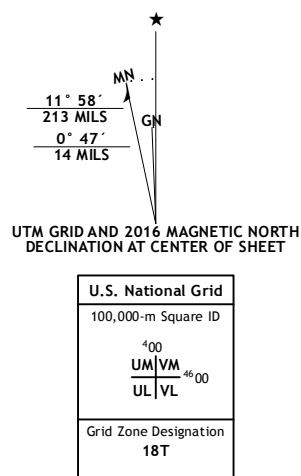 ★
MN
GN
11° 58´
213 MILS
0° 47´
14 MILS
UTM GRID AND 2016 MAGNETIC NORTH
DECLINATION AT CENTER OF SHEET
U.S. National Grid
100,000-m Square ID
⁴00
UM VM
⁴⁶00
UL VL
Grid Zone Designation
18T